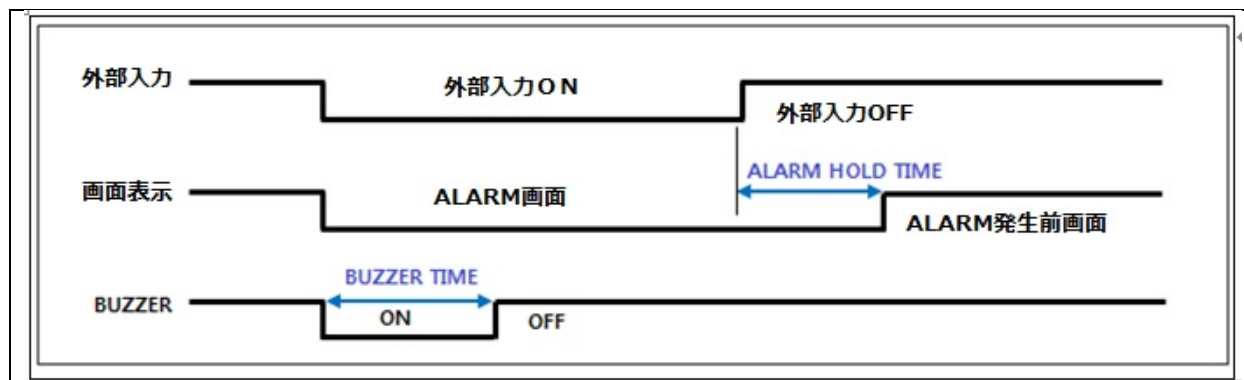 外部入力
外部入力ＯＮ
外部入力OFF
ALARM HOLD TIME
画面表示
ALARM画面
ALARM発生前画面
BUZZER TIME
BUZZER
ON
OFF